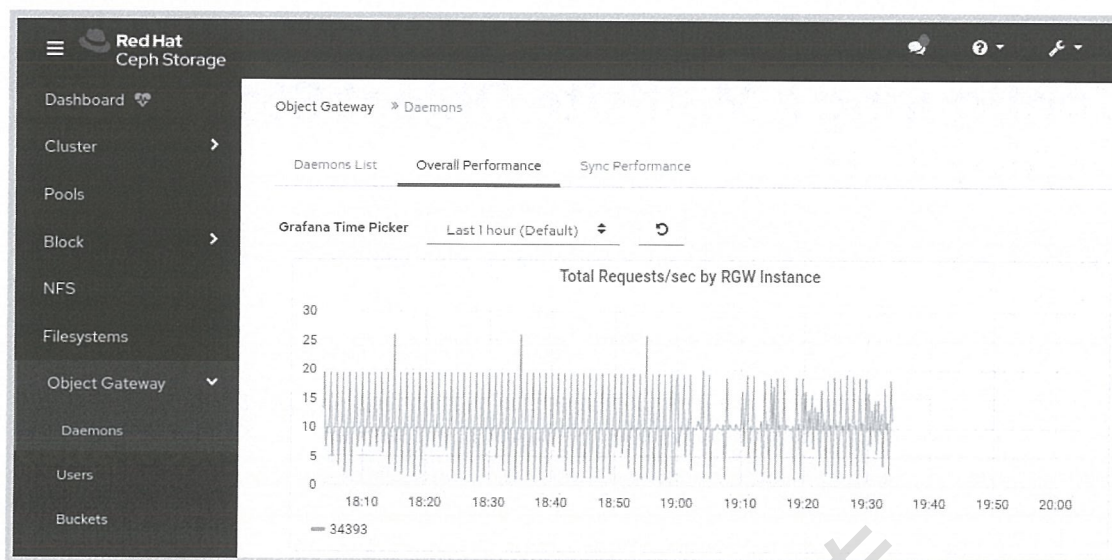 Red Hat
Ceph Storage
Dashboard
Cluster
Pools
Block
NFS
Filesystems
Object Gateway
Daemons
Users
Buckets
Object Gateway » Daemons
Daemons List Overall Performance Sync Performance
Grafana Time Picker Last 1 hour (Default)
Total Requests/sec by RGW Instance
30
25
20
15
10
5
0
18:10 18:20 18:30 18:40 18:50 19:00 19:10 19:20 19:30 19:40 19:50 20:00
34393